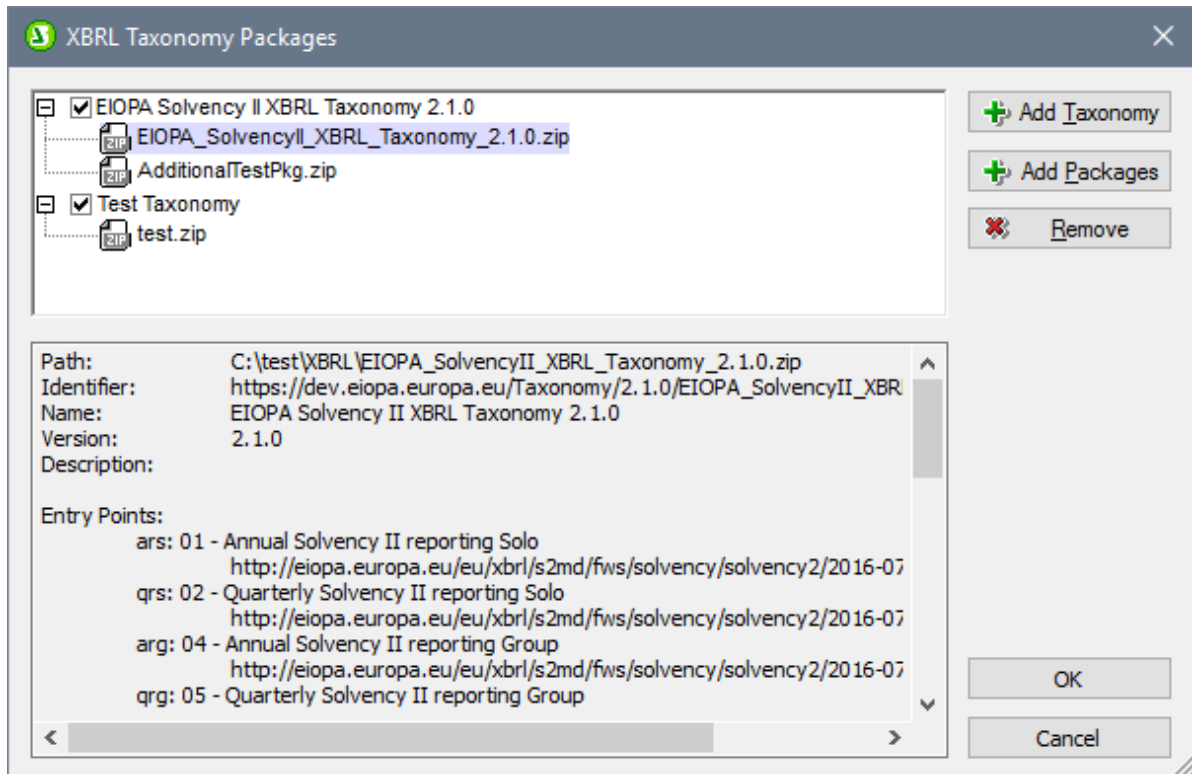 XBRL Taxonomy Packages
EIOPA Solvency II XBRL Taxonomy 2.1.0
EIOPA_SolvencyII_XBRL_Taxonomy_2.1.0.zip
AdditionalTestPkg.zip
Test Taxonomy
test.zip
Add Taxonomy
Add Packages
Remove
Path: C:\test\XBRL\EIOPA_SolvencyII_XBRL_Taxonomy_2.1.0.zip
Identifier: https://dev.eiopa.europa.eu/Taxonomy/2.1.0/EIOPA_SolvencyII_XBRI
Name: EIOPA Solvency II XBRL Taxonomy 2.1.0
Version: 2.1.0
Description:
Entry Points:
ars: 01 - Annual Solvency II reporting Solo
http://eiopa.europa.eu/eu/xbrl/s2md/fws/solvency/solvency2/2016-07
qrs: 02 - Quarterly Solvency II reporting Solo
http://eiopa.europa.eu/eu/xbrl/s2md/fws/solvency/solvency2/2016-07
arg: 04 - Annual Solvency II reporting Group
http://eiopa.europa.eu/eu/xbrl/s2md/fws/solvency/solvency2/2016-07
qrg: 05 - Quarterly Solvency II reporting Group
OK
Cancel